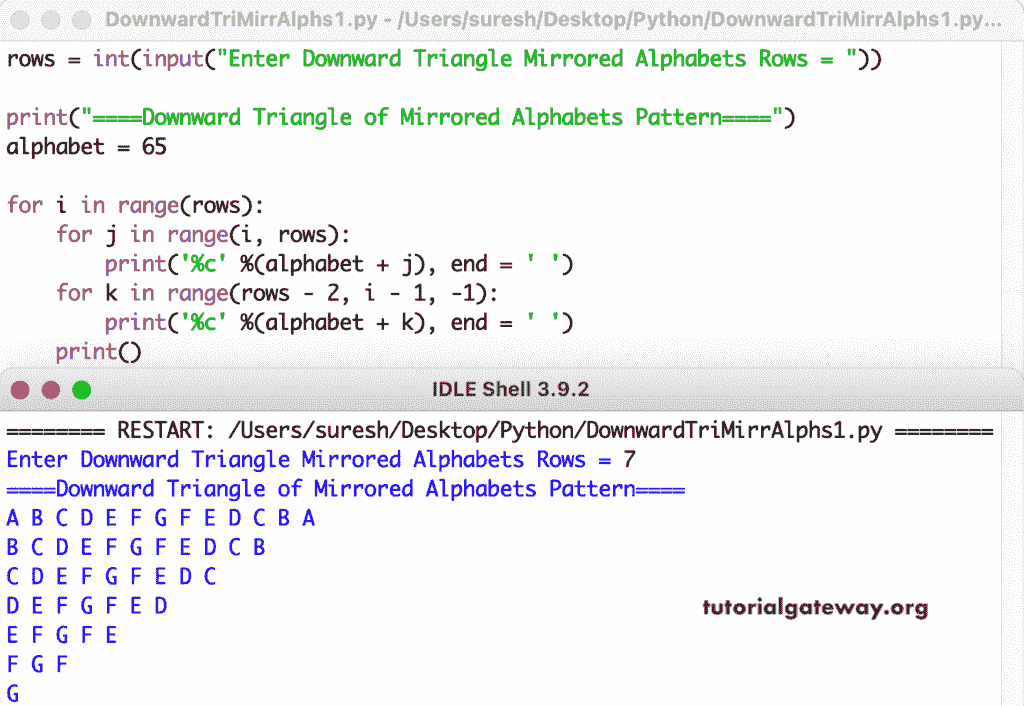 DownwardTriMirrAlphs1.py - /Users/suresh/Desktop/Python/DownwardTriMirrAlphs1.py...
rows = int(input("Enter Downward Triangle Mirrored Alphabets Rows = "))
print("====Downward Triangle of Mirrored Alphabets Pattern====")
alphabet = 65
for i in range(rows):
    for j in range(i, rows):
        print('%c' %(alphabet + j), end = ' ')
    for k in range(rows - 2, i - 1, -1):
        print('%c' %(alphabet + k), end = ' ')
    print()
IDLE Shell 3.9.2
======== RESTART: /Users/suresh/Desktop/Python/DownwardTriMirrAlphs1.py ========
Enter Downward Triangle Mirrored Alphabets Rows = 7
====Downward Triangle of Mirrored Alphabets Pattern====
A B C D E F G F E D C B A
B C D E F G F E D C B
C D E F G F E D C
D E F G F E D
tutorialgateway.org
E F G F E
F G F
G